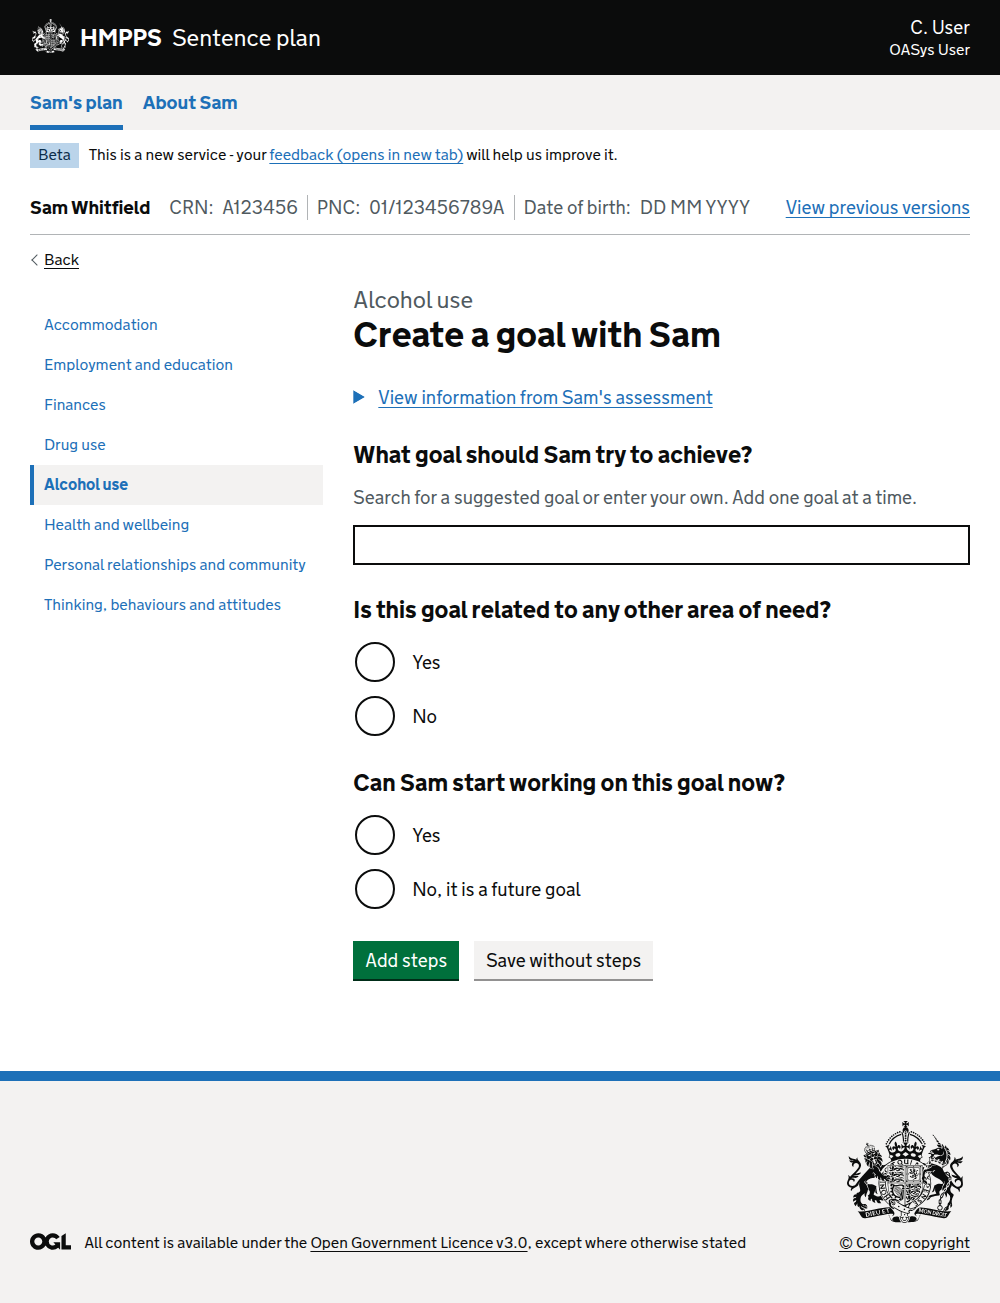 HMPPS Sentence plan
C. User
OASys User
Sam's plan About Sam
Beta This is a new service - your feedback (opens in new tab) will help us improve it.
Sam Whitfield CRN: A123456 PNC: 01/123456789A Date of birth: DD MM YYYY View previous versions
Back
Accommodation
Employment and education
Finances
Drug use
Alcohol use
Health and wellbeing
Personal relationships and community
Thinking, behaviours and attitudes
Alcohol use
Create a goal with Sam
View information from Sam's assessment
What goal should Sam try to achieve?
Search for a suggested goal or enter your own. Add one goal at a time.
Is this goal related to any other area of need?
Yes
No
Can Sam start working on this goal now?
Yes
No, it is a future goal
Add steps Save without steps
DIEU ET MON DROIT
OGL All content is available under the Open Government Licence v3.0, except where otherwise stated
© Crown copyright